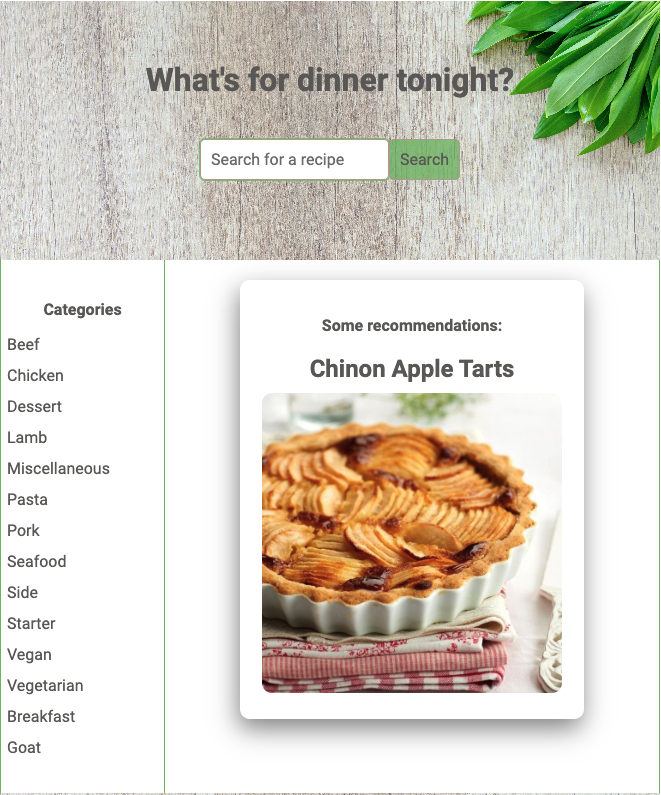 What's for dinner tonight?
Search for a recipe
Search
Categories
Beef
Chicken
Dessert
Lamb
Miscellaneous
Pasta
Pork
Seafood
Side
Starter
Vegan
Vegetarian
Breakfast
Goat
Some recommendations:
Chinon Apple Tarts